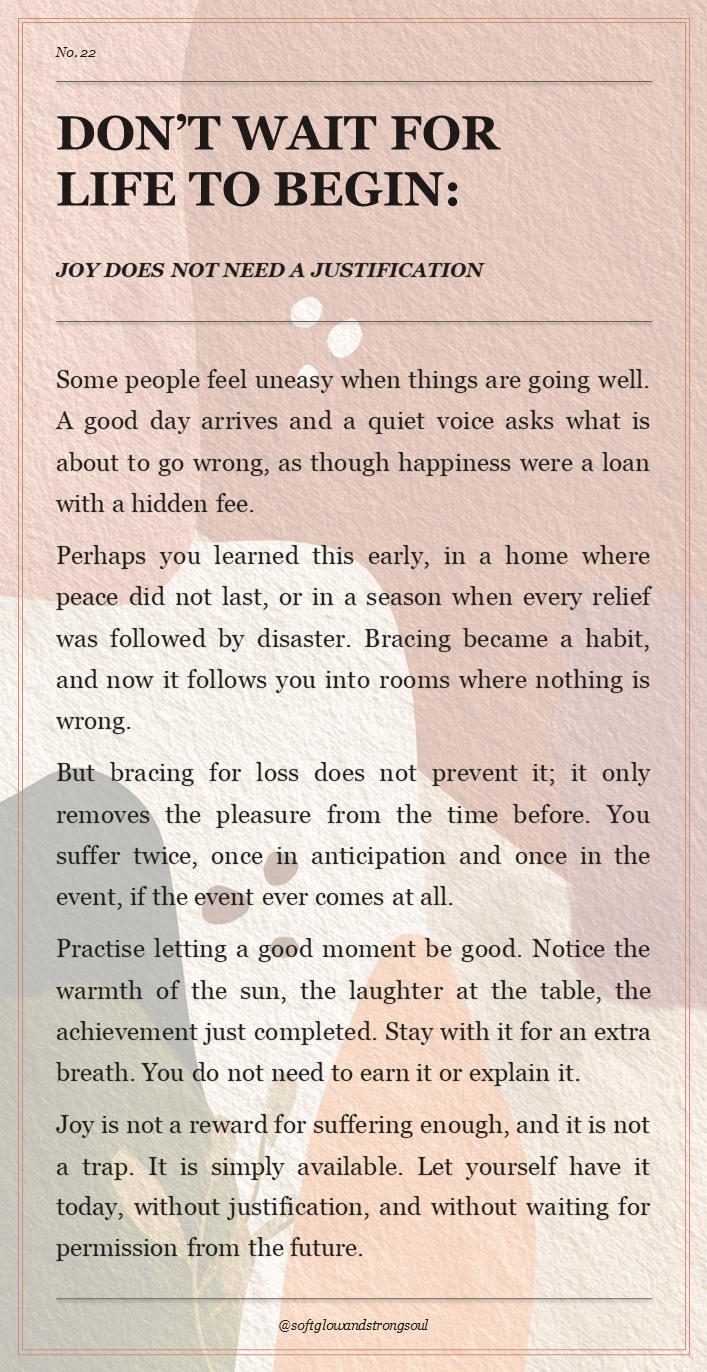 No. 22
DON’T WAIT FOR
LIFE TO BEGIN:
JOY DOES NOT NEED A JUSTIFICATION
Some people feel uneasy when things are going well.
A good day arrives and a quiet voice asks what is
about to go wrong, as though happiness were a loan
with a hidden fee.
Perhaps you learned this early, in a home where
peace did not last, or in a season when every relief
was followed by disaster. Bracing became a habit,
and now it follows you into rooms where nothing is
wrong.
But bracing for loss does not prevent it; it only
removes the pleasure from the time before. You
suffer twice, once in anticipation and once in the
event, if the event ever comes at all.
Practise letting a good moment be good. Notice the
warmth of the sun, the laughter at the table, the
achievement just completed. Stay with it for an extra
breath. You do not need to earn it or explain it.
Joy is not a reward for suffering enough, and it is not
a trap. It is simply available. Let yourself have it
today, without justification, and without waiting for
permission from the future.
@softglowandstrongsoul